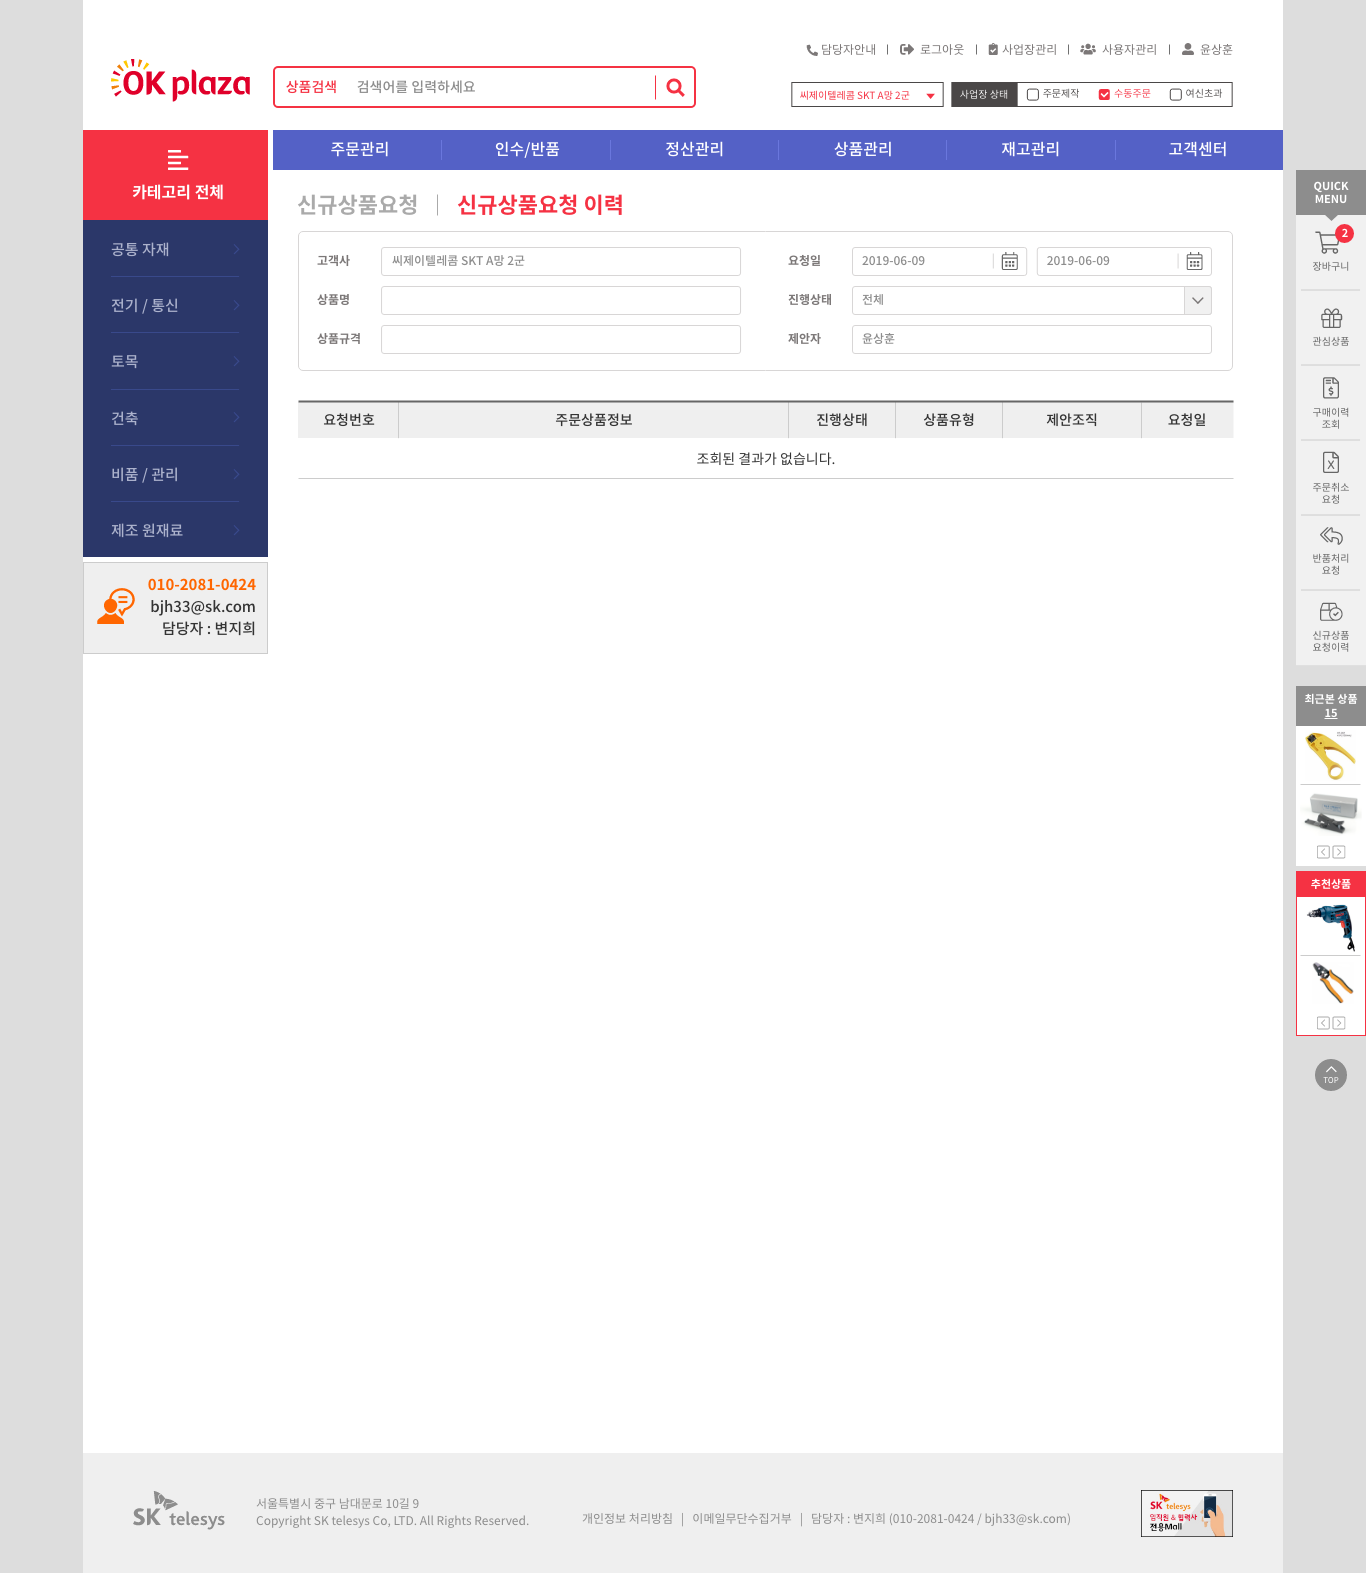 담당자안내 로그아웃 사업장관리 사용자관리 윤상훈
OK plaza
상품검색 검색어를 입력하세요
씨제이텔레콤 SKT A망 2군
사업장 상태 주문제작 수동주문 여신초과
카테고리 전체
주문관리 인수/반품 정산관리 상품관리 재고관리 고객센터
공통 자재
전기 / 통신
토목
건축
비품 / 관리
제조 원재료
010-2081-0424
bjh33@sk.com
담당자 : 변지희
신규상품요청 신규상품요청 이력
고객사 씨제이텔레콤 SKT A망 2군 요청일 2019-06-09 2019-06-09
상품명 진행상태 전체
상품규격 제안자 윤상훈
요청번호 주문상품정보 진행상태 상품유형 제안조직 요청일
조회된 결과가 없습니다.
QUICK
MENU
2
장바구니
관심상품
구매이력
조회
주문취소
요청
반품처리
요청
신규상품
요청이력
최근본 상품
15
추천상품
TOP
SK telesys
서울특별시 중구 남대문로 10길 9
Copyright SK telesys Co, LTD. All Rights Reserved.
개인정보 처리방침 | 이메일무단수집거부 | 담당자 : 변지희 (010-2081-0424 / bjh33@sk.com)
SK telesys
임직원 & 협력사
전용Mall